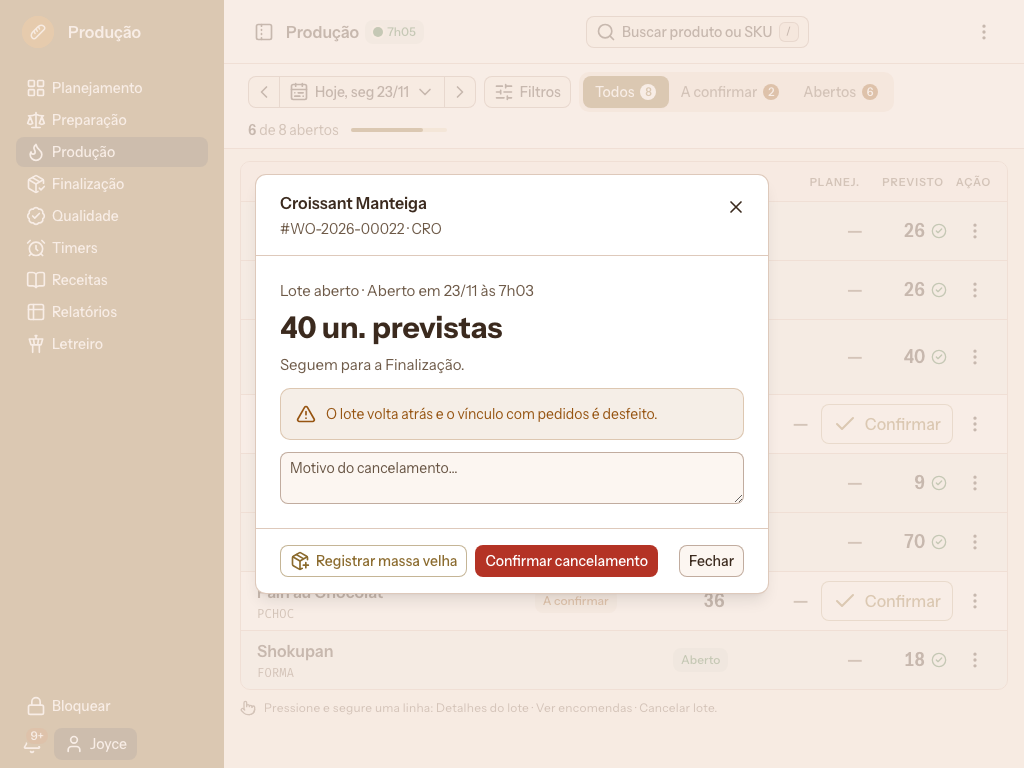 Produção
Produção
7h05
Buscar produto ou SKU /
Planejamento
Preparação
Produção
Finalização
Qualidade
Timers
Receitas
Relatórios
Letreiro
Hoje, seg 23/11
Filtros
Todos 8
A confirmar 2
Abertos 6
6 de 8 abertos
PLANEJ. PREVISTO AÇÃO
— 26
— 26
— 40
— Confirmar
— 9
— 70
Croissant Manteiga
#WO-2026-00022 · CRO
Lote aberto · Aberto em 23/11 às 7h03
40 un. previstas
Seguem para a Finalização.
O lote volta atrás e o vínculo com pedidos é desfeito.
Motivo do cancelamento...
Registrar massa velha
Confirmar cancelamento
Fechar
Pain au Chocolat A confirmar 36 — Confirmar
PCHOC
Shokupan Aberto — 18
FORMA
Pressione e segure uma linha: Detalhes do lote · Ver encomendas · Cancelar lote.
Bloquear
9+
Joyce